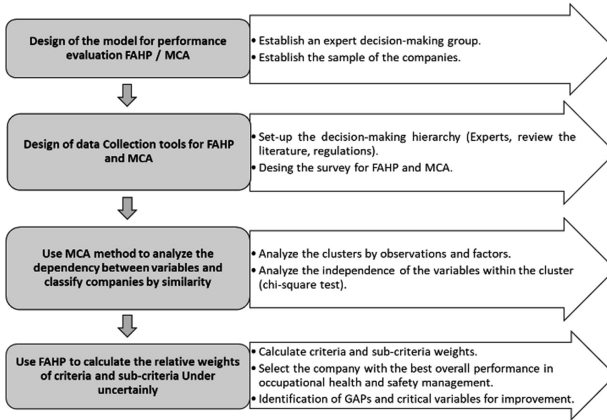 Design of the model for performance
evaluation FAHP / MCA
• Establish an expert decision-making group.
• Establish the sample of the companies.
Design of data Collection tools for FAHP
and MCA
• Set-up the decision-making hierarchy (Experts, review the
literature, regulations).
• Desing the survey for FAHP and MCA.
Use MCA method to analyze the
dependency between variables and
classify companies by similarity
• Analyze the clusters by observations and factors.
• Analyze the independence of the variables within the cluster
(chi-square test).
Use FAHP to calculate the relative weights
of criteria and sub-criteria Under
uncertainly
• Calculate criteria and sub-criteria weights.
• Select the company with the best overall performance in
occupational health and safety management.
• Identification of GAPs and critical variables for improvement.